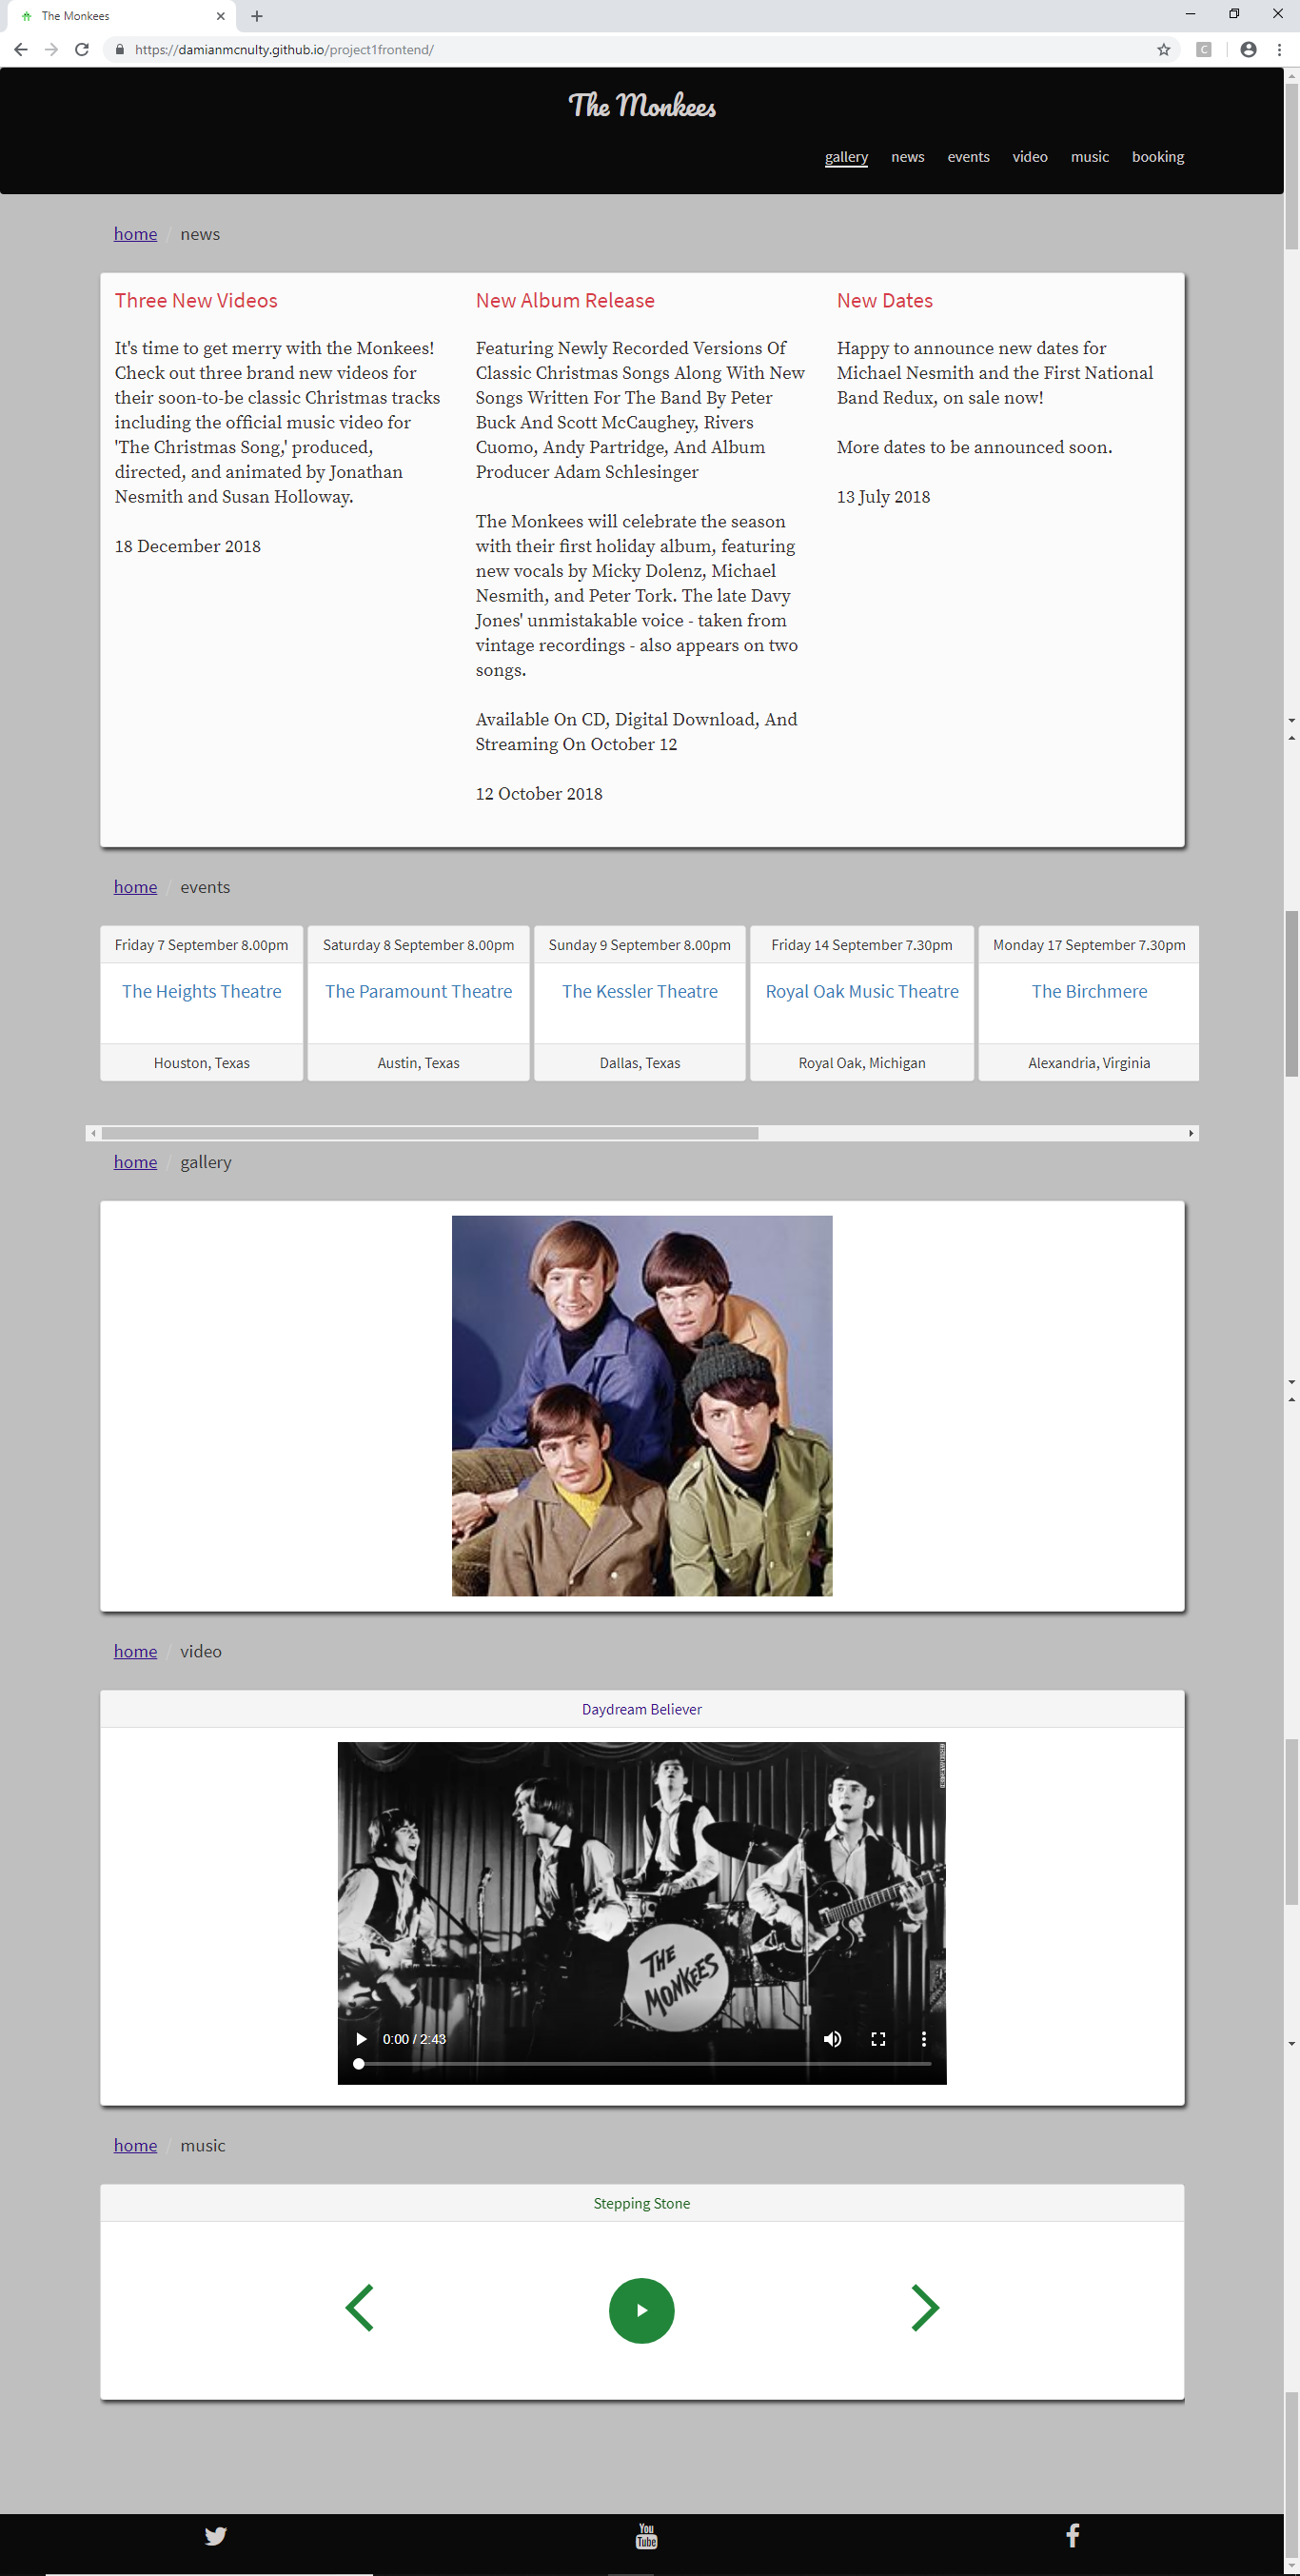 The Monkees
https://damianmcnulty.github.io/project1frontend/
C
The Monkees
gallery news events video music booking
home / news
Three New Videos
It's time to get merry with the Monkees!
Check out three brand new videos for
their soon-to-be classic Christmas tracks
including the official music video for
'The Christmas Song,' produced,
directed, and animated by Jonathan
Nesmith and Susan Holloway.
18 December 2018
New Album Release
Featuring Newly Recorded Versions Of
Classic Christmas Songs Along With New
Songs Written For The Band By Peter
Buck And Scott McCaughey, Rivers
Cuomo, Andy Partridge, And Album
Producer Adam Schlesinger
The Monkees will celebrate the season
with their first holiday album, featuring
new vocals by Micky Dolenz, Michael
Nesmith, and Peter Tork. The late Davy
Jones' unmistakable voice - taken from
vintage recordings - also appears on two
songs.
Available On CD, Digital Download, And
Streaming On October 12
12 October 2018
New Dates
Happy to announce new dates for
Michael Nesmith and the First National
Band Redux, on sale now!
More dates to be announced soon.
13 July 2018
home / events
Friday 7 September 8.00pm
The Heights Theatre
Houston, Texas
Saturday 8 September 8.00pm
The Paramount Theatre
Austin, Texas
Sunday 9 September 8.00pm
The Kessler Theatre
Dallas, Texas
Friday 14 September 7.30pm
Royal Oak Music Theatre
Royal Oak, Michigan
Monday 17 September 7.30pm
The Birchmere
Alexandria, Virginia
home / gallery
home / video
Daydream Believer
THE
MONKEES
0:00 / 2:43
home / music
Stepping Stone
You
Tube